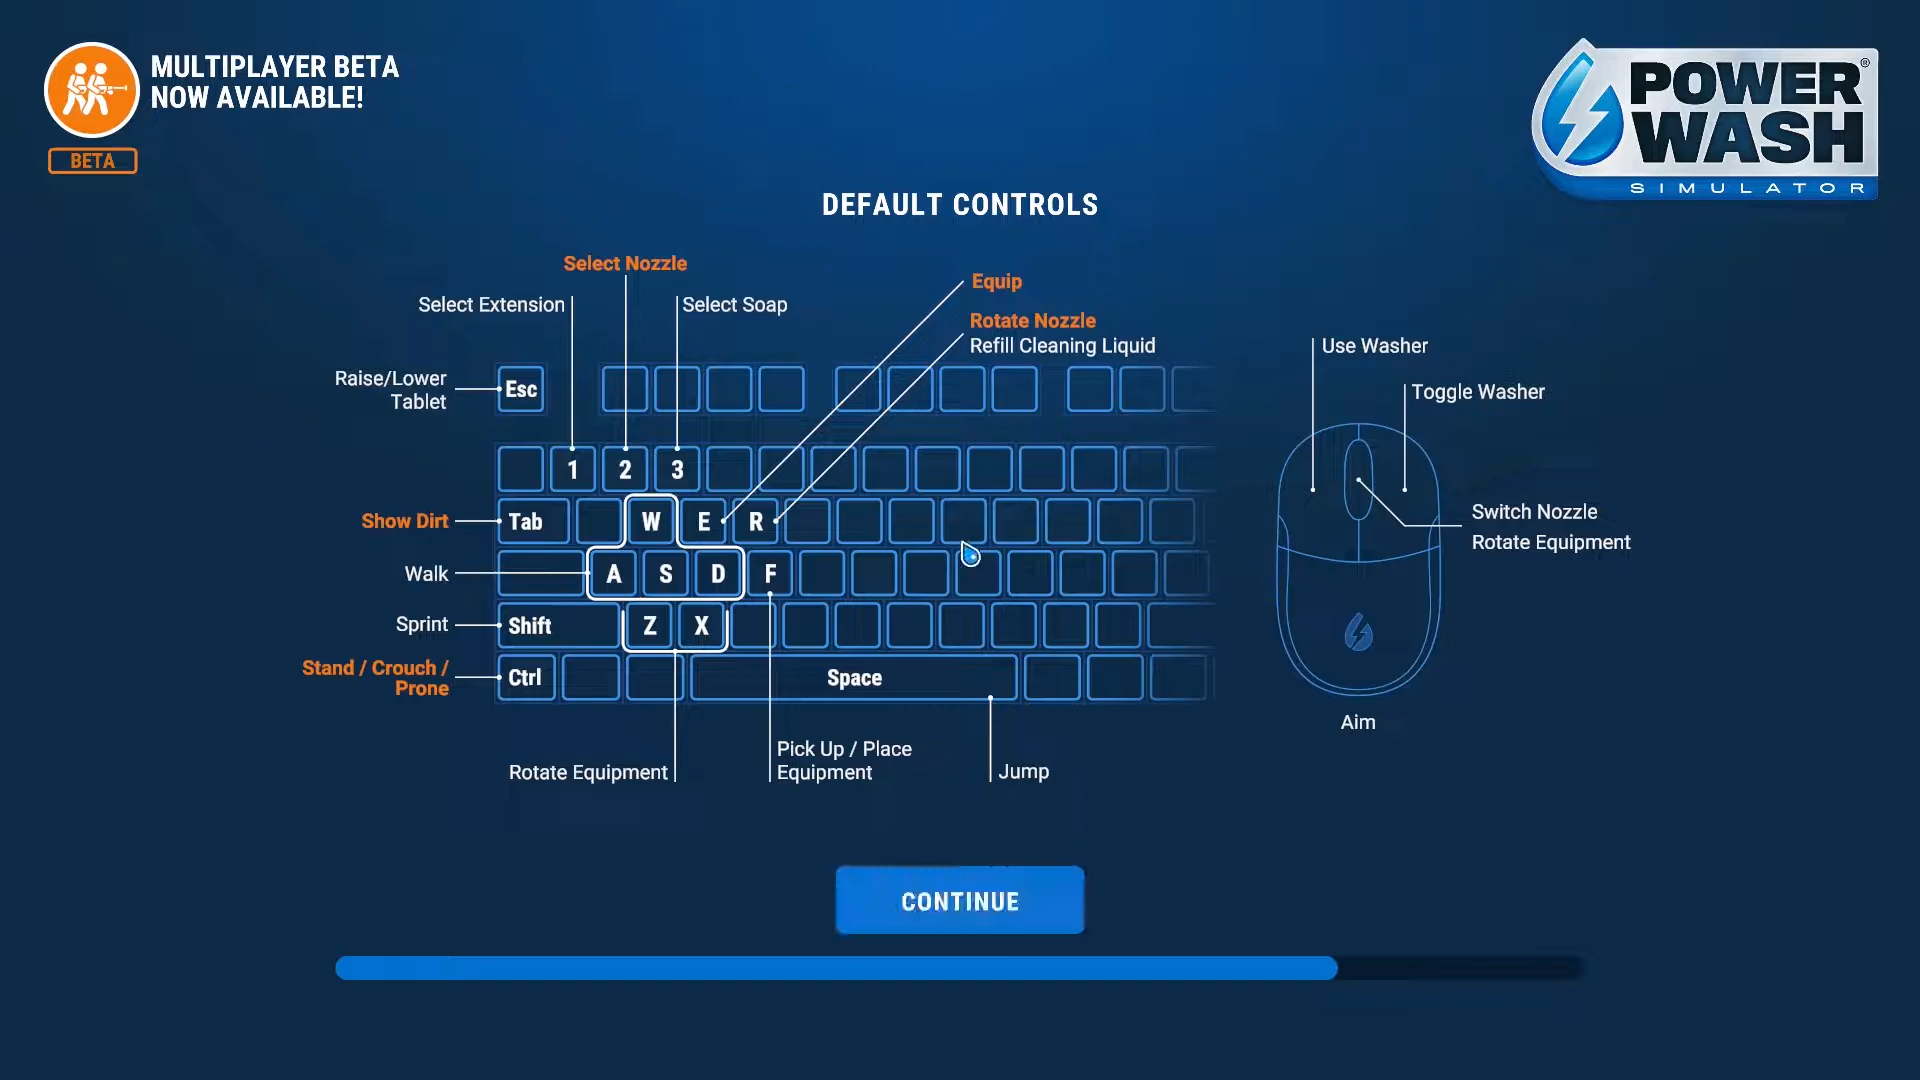 MULTIPLAYER BETA
NOW AVAILABLE!
BETA
POWER®
WASH
SIMULATOR
DEFAULT CONTROLS
Select Nozzle
Select Extension
Select Soap
Equip
Rotate Nozzle
Refill Cleaning Liquid
Raise/Lower
Tablet
Esc
1 2 3
Show Dirt
Tab W E R
Walk
A S D F
Sprint
Shift Z X
Stand / Crouch /
Prone
Ctrl Space
Rotate Equipment
Pick Up / Place
Equipment
Jump
Use Washer
Toggle Washer
Switch Nozzle
Rotate Equipment
Aim
CONTINUE